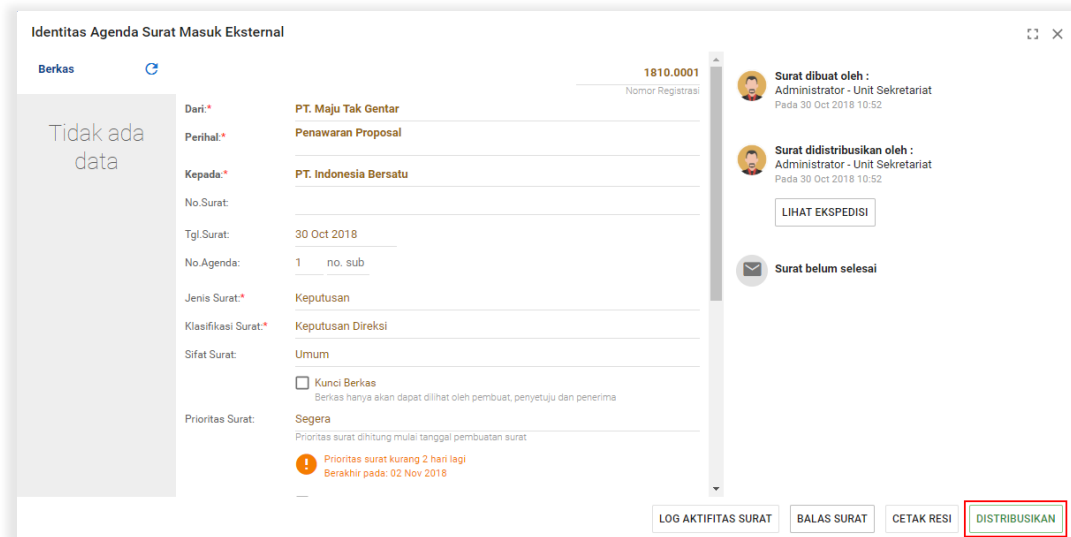 Identitas Agenda Surat Masuk Eksternal
Berkas
Tidak ada
data
1810.0001
Nomor Registrasi
Dari:* PT. Maju Tak Gentar
Perihal:* Penawaran Proposal
Kepada:* PT. Indonesia Bersatu
No.Surat:
Tgl.Surat: 30 Oct 2018
No.Agenda: 1 no. sub
Jenis Surat:* Keputusan
Klasifikasi Surat:* Keputusan Direksi
Sifat Surat: Umum
Kunci Berkas
Berkas hanya akan dapat dilihat oleh pembuat, penyetuju dan penerima
Prioritas Surat: Segera
Prioritas surat dihitung mulai tanggal pembuatan surat
Prioritas surat kurang 2 hari lagi
Berakhir pada: 02 Nov 2018
Surat dibuat oleh :
Administrator - Unit Sekretariat
Pada 30 Oct 2018 10:52
Surat didistribusikan oleh :
Administrator - Unit Sekretariat
Pada 30 Oct 2018 10:52
LIHAT EKSPEDISI
Surat belum selesai
LOG AKTIFITAS SURAT BALAS SURAT CETAK RESI DISTRIBUSIKAN